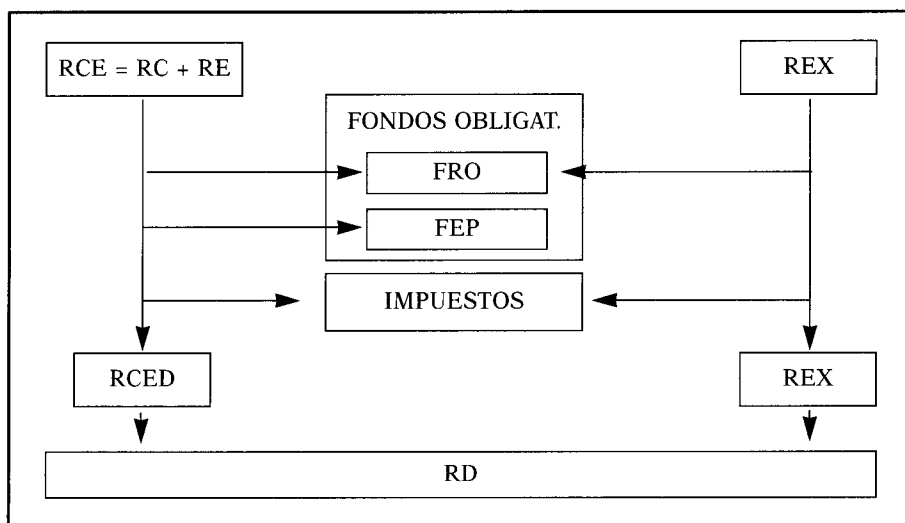 RCE = RC + RE
REX
FONDOS OBLIGAT.
FRO
FEP
IMPUESTOS
RCED
REX
RD